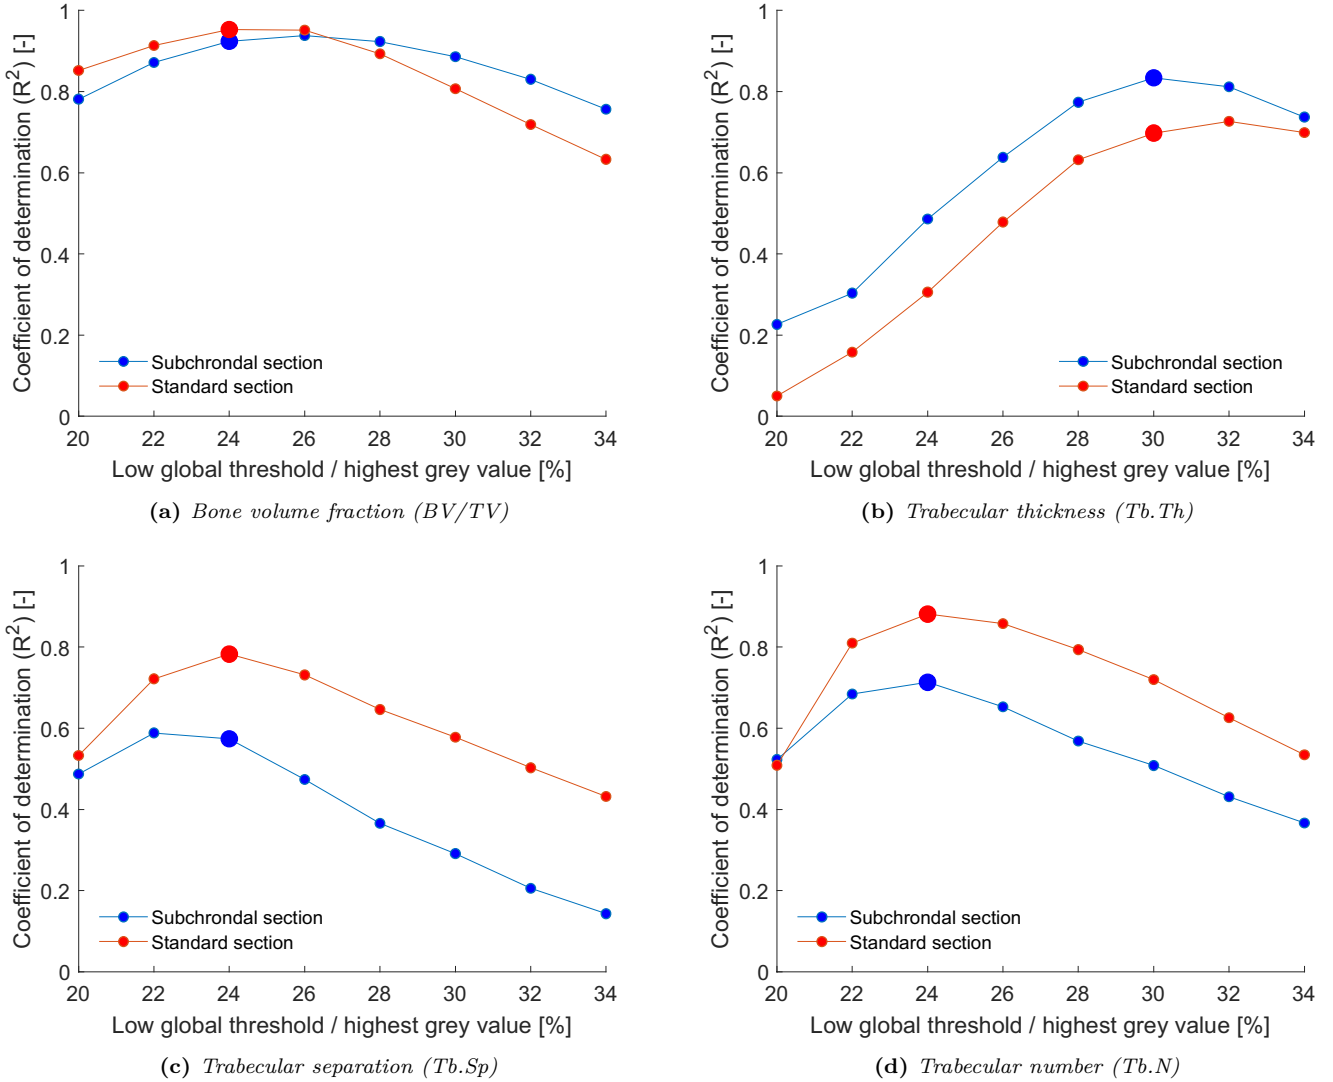 Coefficient of determination (R²) [-]
1
0.8
0.6
0.4
0.2
0
Subchrondal section
Standard section
20 22 24 26 28 30 32 34
Low global threshold / highest grey value [%]
(a) Bone volume fraction (BV/TV)
Coefficient of determination (R²) [-]
1
0.8
0.6
0.4
0.2
0
Subchrondal section
Standard section
20 22 24 26 28 30 32 34
Low global threshold / highest grey value [%]
(b) Trabecular thickness (Tb.Th)
Coefficient of determination (R²) [-]
1
0.8
0.6
0.4
0.2
0
Subchrondal section
Standard section
20 22 24 26 28 30 32 34
Low global threshold / highest grey value [%]
(c) Trabecular separation (Tb.Sp)
Coefficient of determination (R²) [-]
1
0.8
0.6
0.4
0.2
0
Subchrondal section
Standard section
20 22 24 26 28 30 32 34
Low global threshold / highest grey value [%]
(d) Trabecular number (Tb.N)